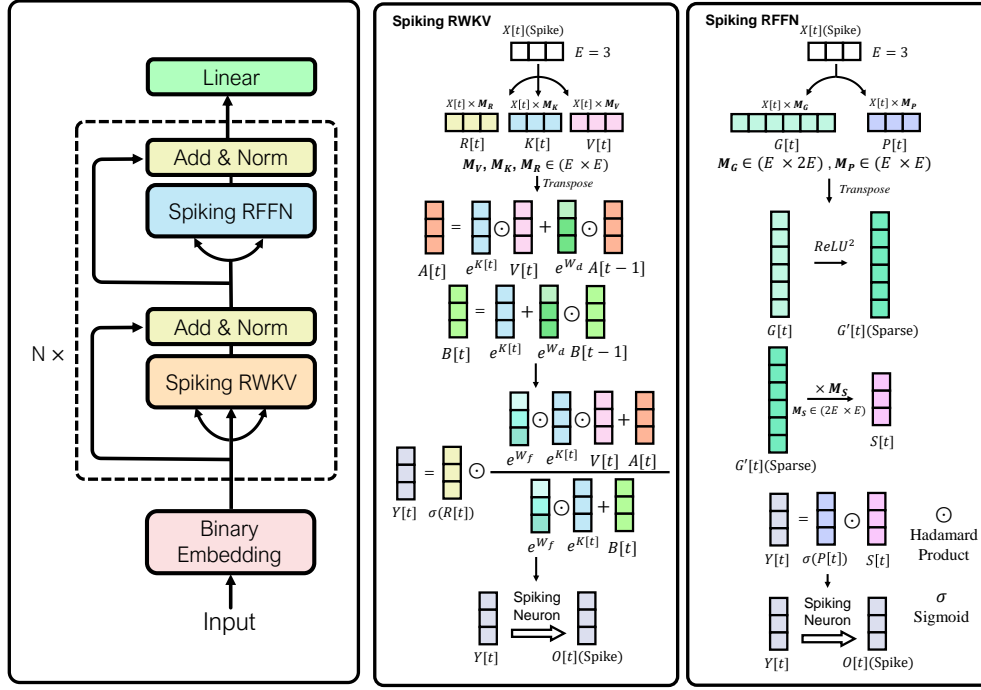 Linear
Add & Norm
Spiking RFFN
Add & Norm
N ×
Spiking RWKV
Binary
Embedding
Input
Spiking RWKV
X[t](Spike)
E = 3
X[t] × M_R X[t] × M_K X[t] × M_V
R[t] K[t] V[t]
M_V, M_K, M_R ∈ (E × E)
Transpose
= ⊙ + ⊙
A[t] e^{K[t]} V[t] e^{W_d} A[t − 1]
= + ⊙
B[t] e^{K[t]} e^{W_d} B[t − 1]
⊙ ⊙ +
e^{W_f} e^{K[t]} V[t] A[t]
= ⊙
Y[t] σ(R[t])
⊙ +
e^{W_f} e^{K[t]} B[t]
Spiking
Neuron
Y[t] O[t](Spike)
Spiking RFFN
X[t](Spike)
E = 3
X[t] × M_G X[t] × M_P
G[t] P[t]
M_G ∈ (E × 2E) , M_P ∈ (E × E)
Transpose
ReLU²
G[t] G′[t](Sparse)
× M_S
M_S ∈ (2E × E)
S[t]
G′[t](Sparse)
= ⊙
Y[t] σ(P[t]) S[t]
⊙
Hadamard
Product
Spiking
Neuron
Y[t] O[t](Spike)
σ
Sigmoid